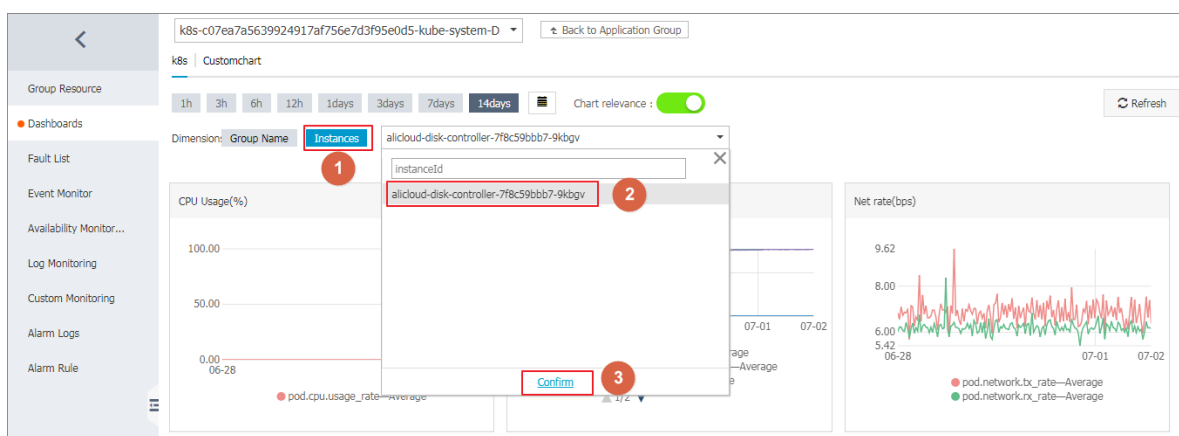 k8s-c07ea7a5639924917af756e7d3f95e0d5-kube-system-D
Back to Application Group
k8s
Customchart
Group Resource
Dashboards
Fault List
Event Monitor
Availability Monitor...
Log Monitoring
Custom Monitoring
Alarm Logs
Alarm Rule
1h 3h 6h 12h 1days 3days 7days 14days
Chart relevance :
Refresh
Dimension: Group Name Instances alicloud-disk-controller-7f8c59bbb7-9kbgv
1
instanceId
alicloud-disk-controller-7f8c59bbb7-9kbgv
2
Confirm
3
CPU Usage(%)
100.00
50.00
0.00
06-28
pod.cpu.usage_rate—Average
07-01 07-02
rage
—Average
e
1/2
Net rate(bps)
9.62
8.00
6.00
5.42
06-28 07-01 07-02
pod.network.tx_rate—Average
pod.network.rx_rate—Average